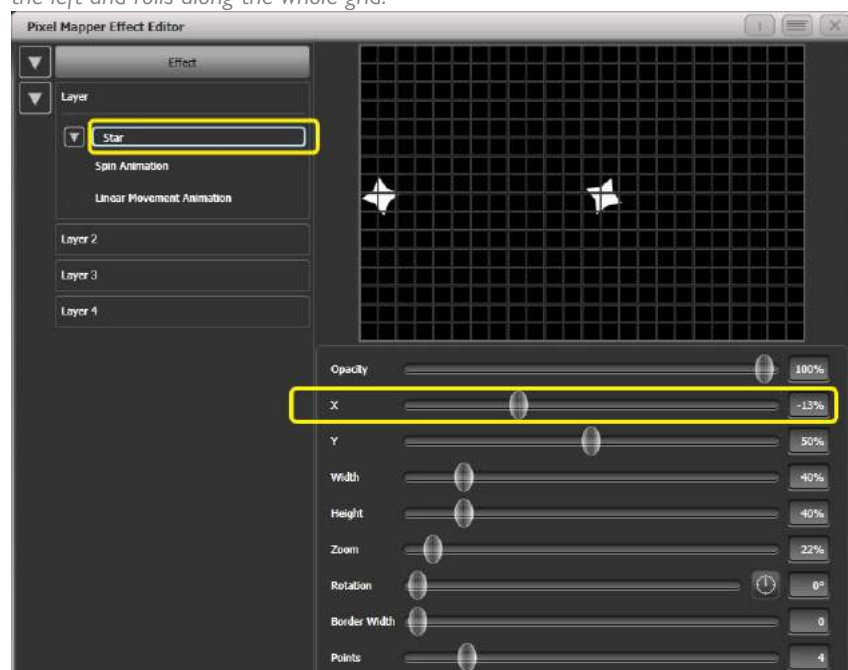 the left and rolls along the whole grid.
Pixel Mapper Effect Editor
Effect
Layer
Star
Spin Animation
Linear Movement Animation
Layer 2
Layer 3
Layer 4
Opacity 100%
X -13%
Y 50%
Width 40%
Height 40%
Zoom 22%
Rotation 0°
Border Width 0
Points 4